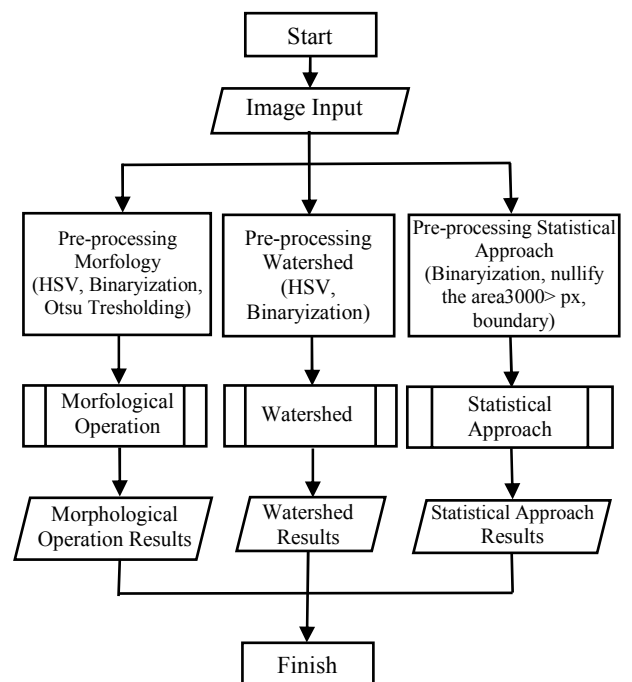 Start
Image Input
Pre-processing
Morfology
(HSV, Binaryization,
Otsu Tresholding)
Pre-processing
Watershed
(HSV,
Binaryization)
Pre-processing Statistical
Approach
(Binaryization, nullify
the area3000> px,
boundary)
Morfological
Operation
Watershed
Statistical
Approach
Morphological
Operation Results
Watershed
Results
Statistical Approach
Results
Finish